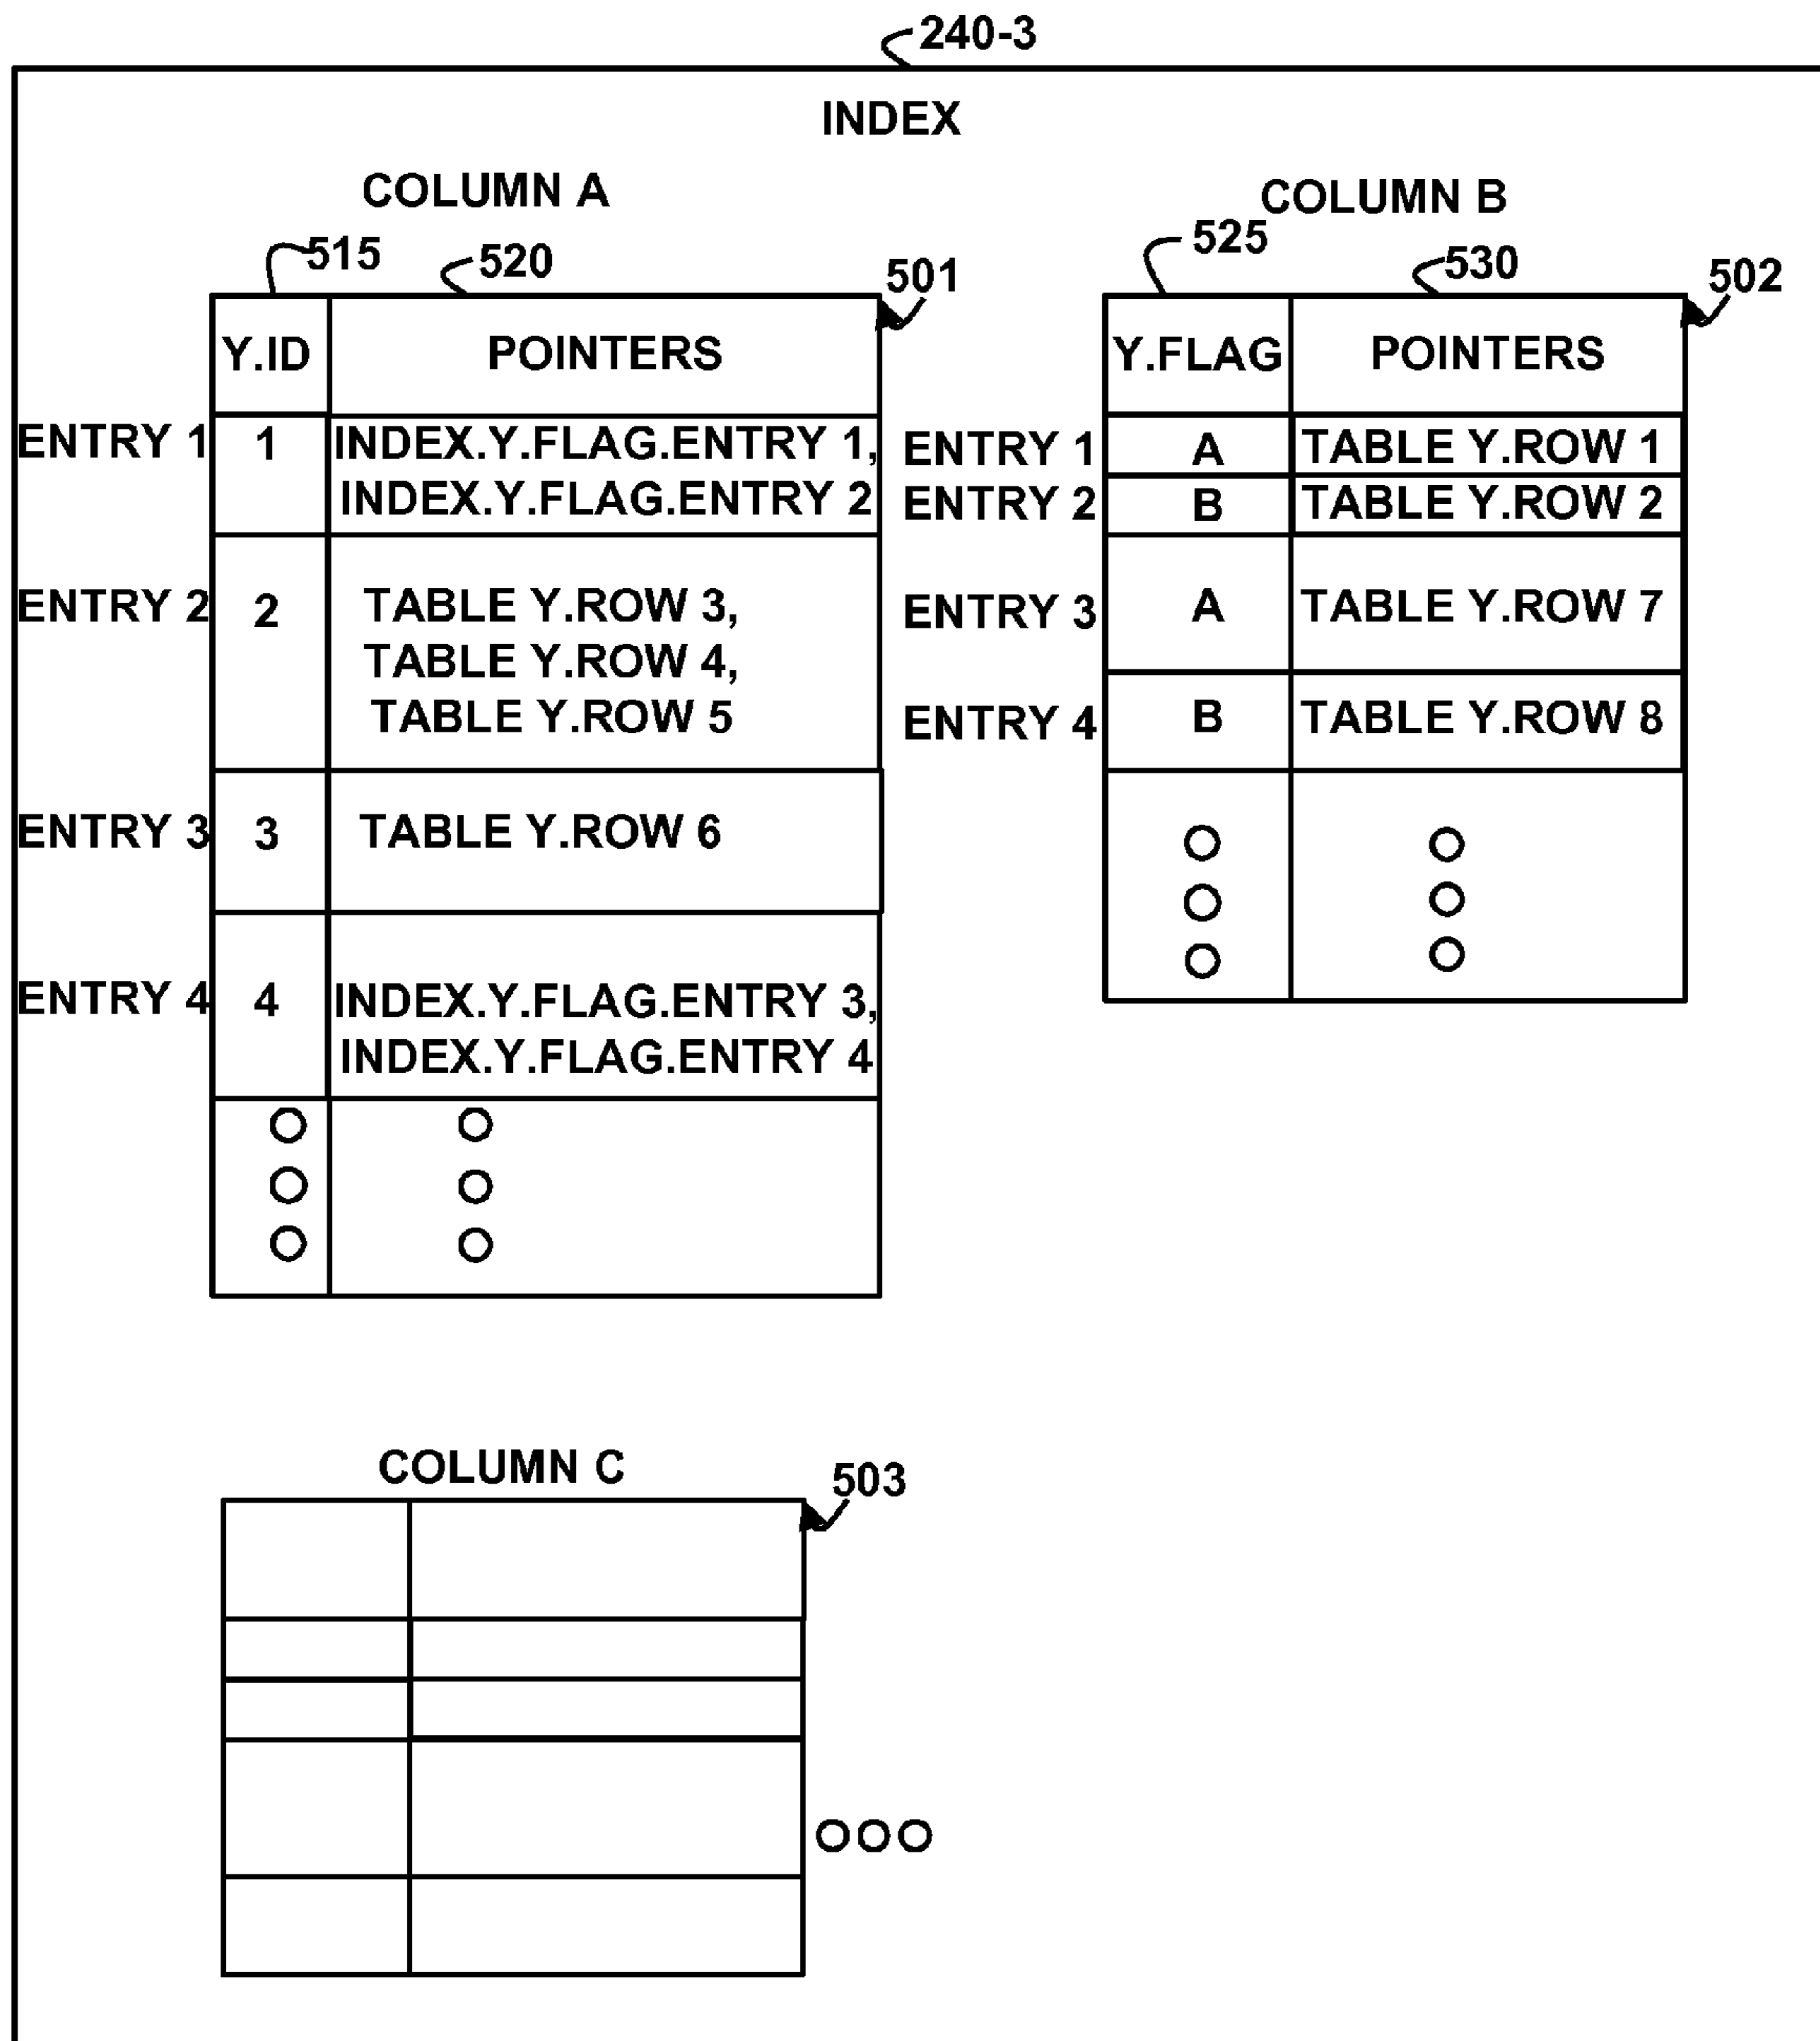 240-3
INDEX
COLUMN A
515
520
501
Y.ID
POINTERS
ENTRY 1
1
INDEX.Y.FLAG.ENTRY 1,
INDEX.Y.FLAG.ENTRY 2
ENTRY 2
2
TABLE Y.ROW 3,
TABLE Y.ROW 4,
TABLE Y.ROW 5
ENTRY 3
3
TABLE Y.ROW 6
ENTRY 4
4
INDEX.Y.FLAG.ENTRY 3,
INDEX.Y.FLAG.ENTRY 4
COLUMN B
525
530
502
Y.FLAG
POINTERS
ENTRY 1
A
TABLE Y.ROW 1
ENTRY 2
B
TABLE Y.ROW 2
ENTRY 3
A
TABLE Y.ROW 7
ENTRY 4
B
TABLE Y.ROW 8
COLUMN C
503